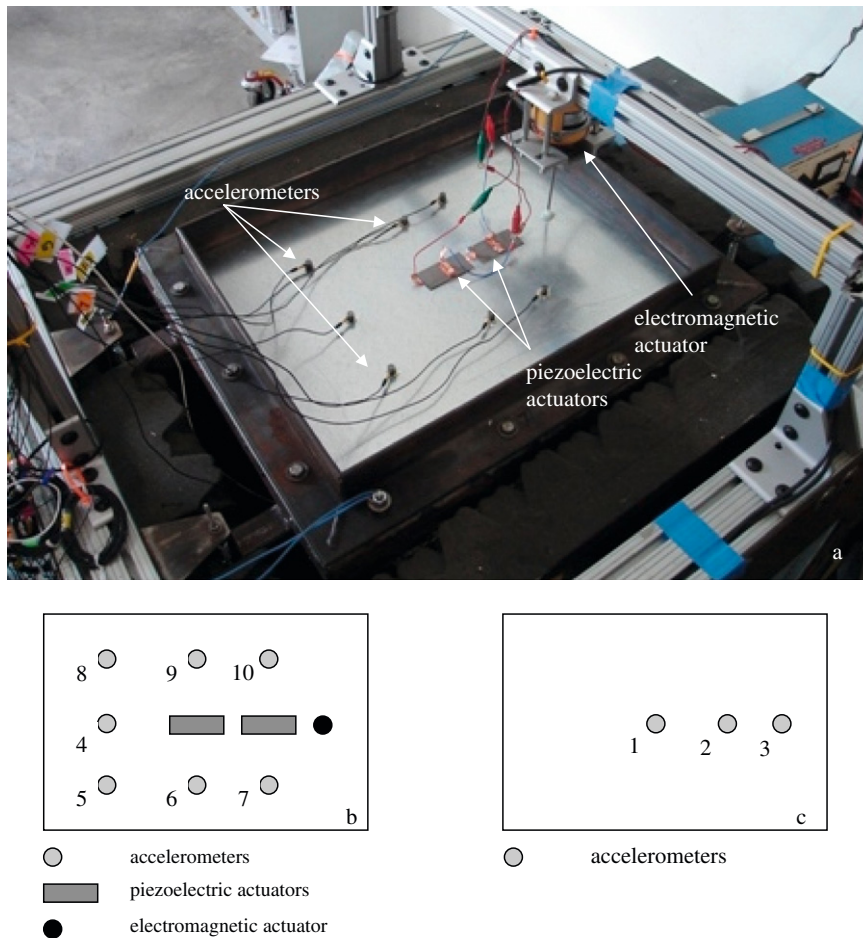 accelerometers
electromagnetic
actuator
piezoelectric
actuators
a
8
9
10
4
5
6
7
b
1
2
3
c
accelerometers
piezoelectric actuators
electromagnetic actuator
accelerometers